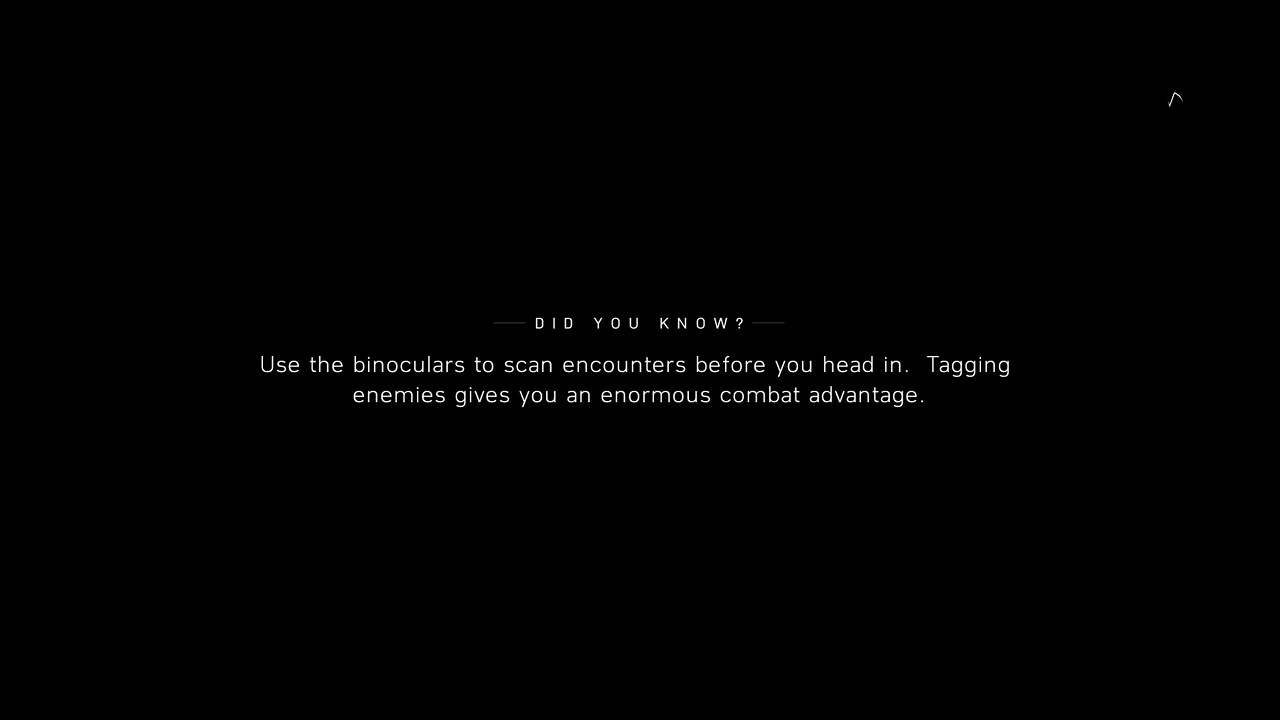 DID YOU KNOW?
Use the binoculars to scan encounters before you head in.  Tagging
enemies gives you an enormous combat advantage.